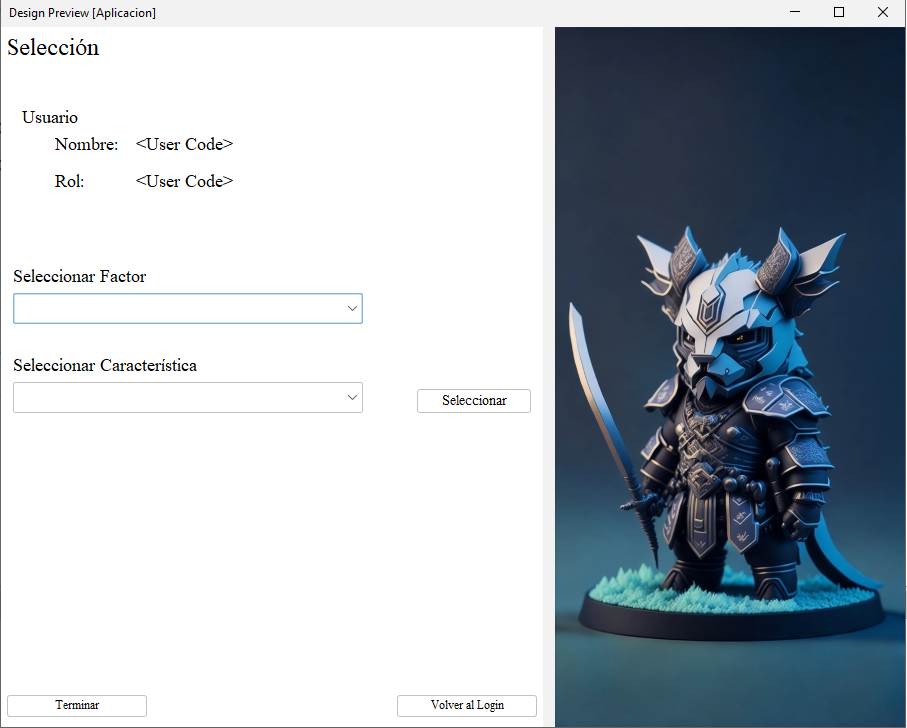 Design Preview [Aplicacion]
Selección
Usuario
Nombre: <User Code>
Rol: <User Code>
Seleccionar Factor
Seleccionar Característica
Seleccionar
Terminar
Volver al Login